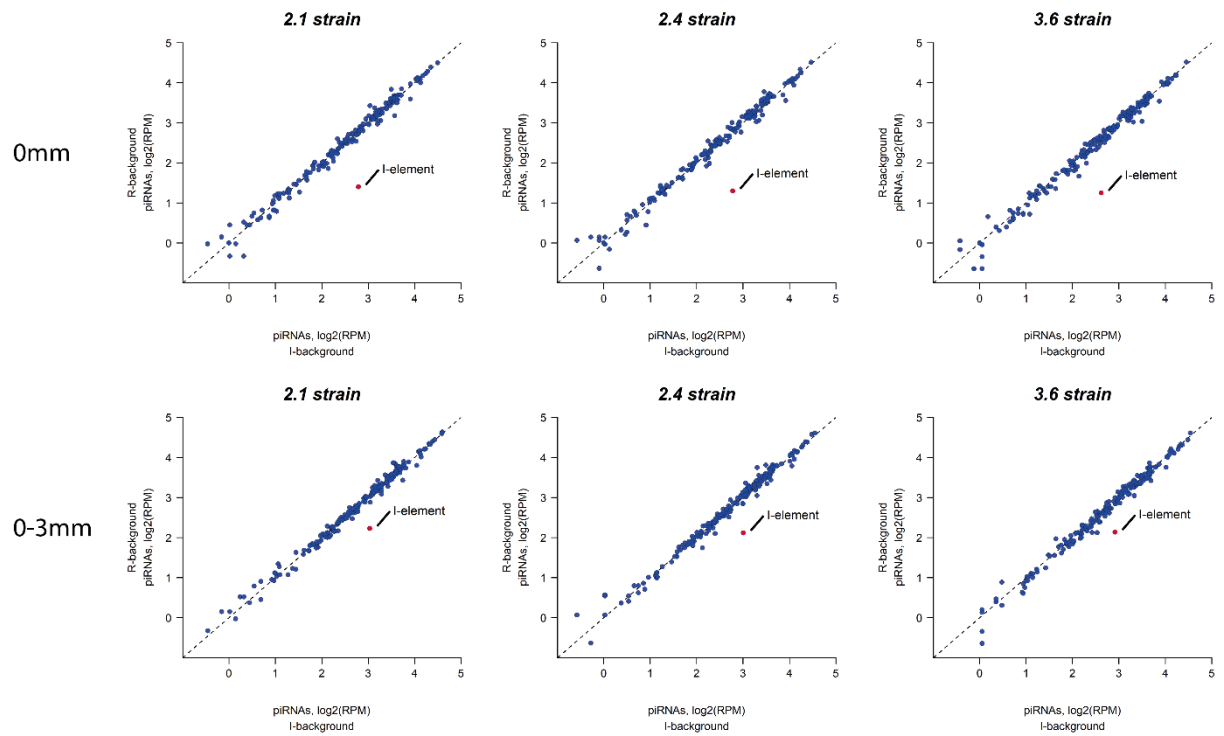 2.1 strain
2.4 strain
3.6 strain
0mm
R-background
piRNAs, log2(RPM)
5
4
3
2
1
0
I-element
0
1
2
3
4
5
piRNAs, log2(RPM)
I-background
R-background
piRNAs, log2(RPM)
5
4
3
2
1
0
I-element
0
1
2
3
4
5
piRNAs, log2(RPM)
I-background
R-background
piRNAs, log2(RPM)
5
4
3
2
1
0
I-element
0
1
2
3
4
5
piRNAs, log2(RPM)
I-background
2.1 strain
2.4 strain
3.6 strain
0-3mm
R-background
piRNAs, log2(RPM)
5
4
3
2
1
0
I-element
0
1
2
3
4
5
piRNAs, log2(RPM)
I-background
R-background
piRNAs, log2(RPM)
5
4
3
2
1
0
I-element
0
1
2
3
4
5
piRNAs, log2(RPM)
I-background
R-background
piRNAs, log2(RPM)
5
4
3
2
1
0
I-element
0
1
2
3
4
5
piRNAs, log2(RPM)
I-background